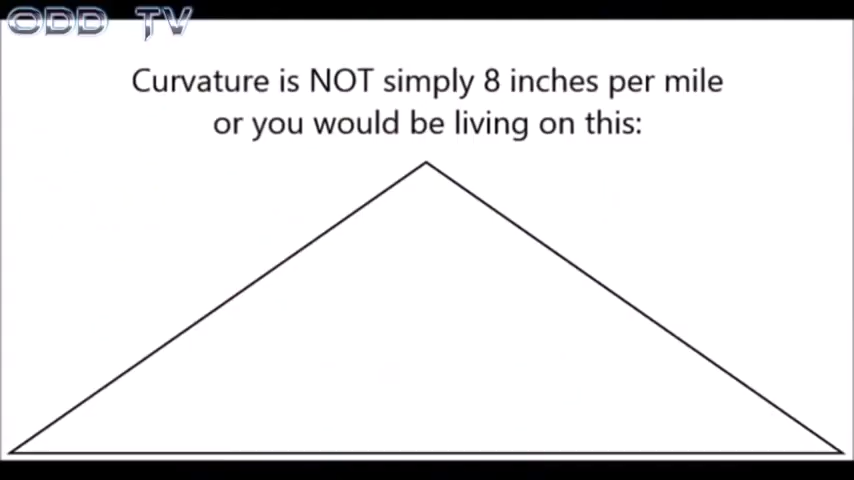 ODD TV
Curvature is NOT simply 8 inches per mile
or you would be living on this: